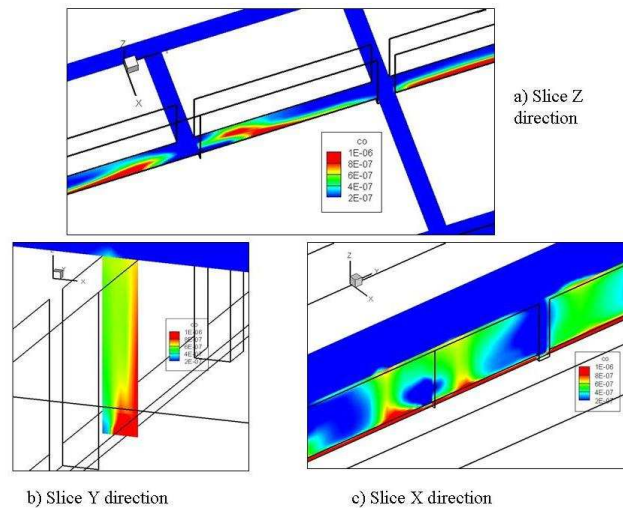 Z
X
co
1E-06
8E-07
6E-07
4E-07
2E-07
a) Slice Z
direction
co
1E-06
8E-07
6E-07
4E-07
2E-07
Z
X
co
1E-06
8E-07
6E-07
4E-07
2E-07
b) Slice Y direction
c) Slice X direction